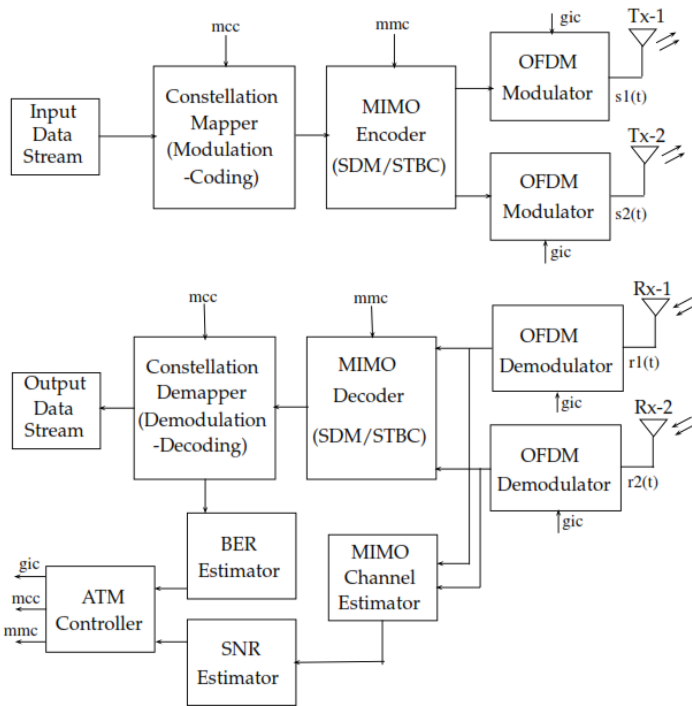 mcc
mmc
gic
Tx-1
Input
Data
Stream
Constellation
Mapper
(Modulation
-Coding)
MIMO
Encoder
(SDM/STBC)
OFDM
Modulator
s1(t)
Tx-2
OFDM
Modulator
s2(t)
gic
mcc
mmc
Rx-1
Output
Data
Stream
Constellation
Demapper
(Demodulation
-Decoding)
MIMO
Decoder
(SDM/STBC)
OFDM
Demodulator
r1(t)
gic
Rx-2
OFDM
Demodulator
r2(t)
gic
BER
Estimator
MIMO
Channel
Estimator
gic
mcc
mmc
ATM
Controller
SNR
Estimator